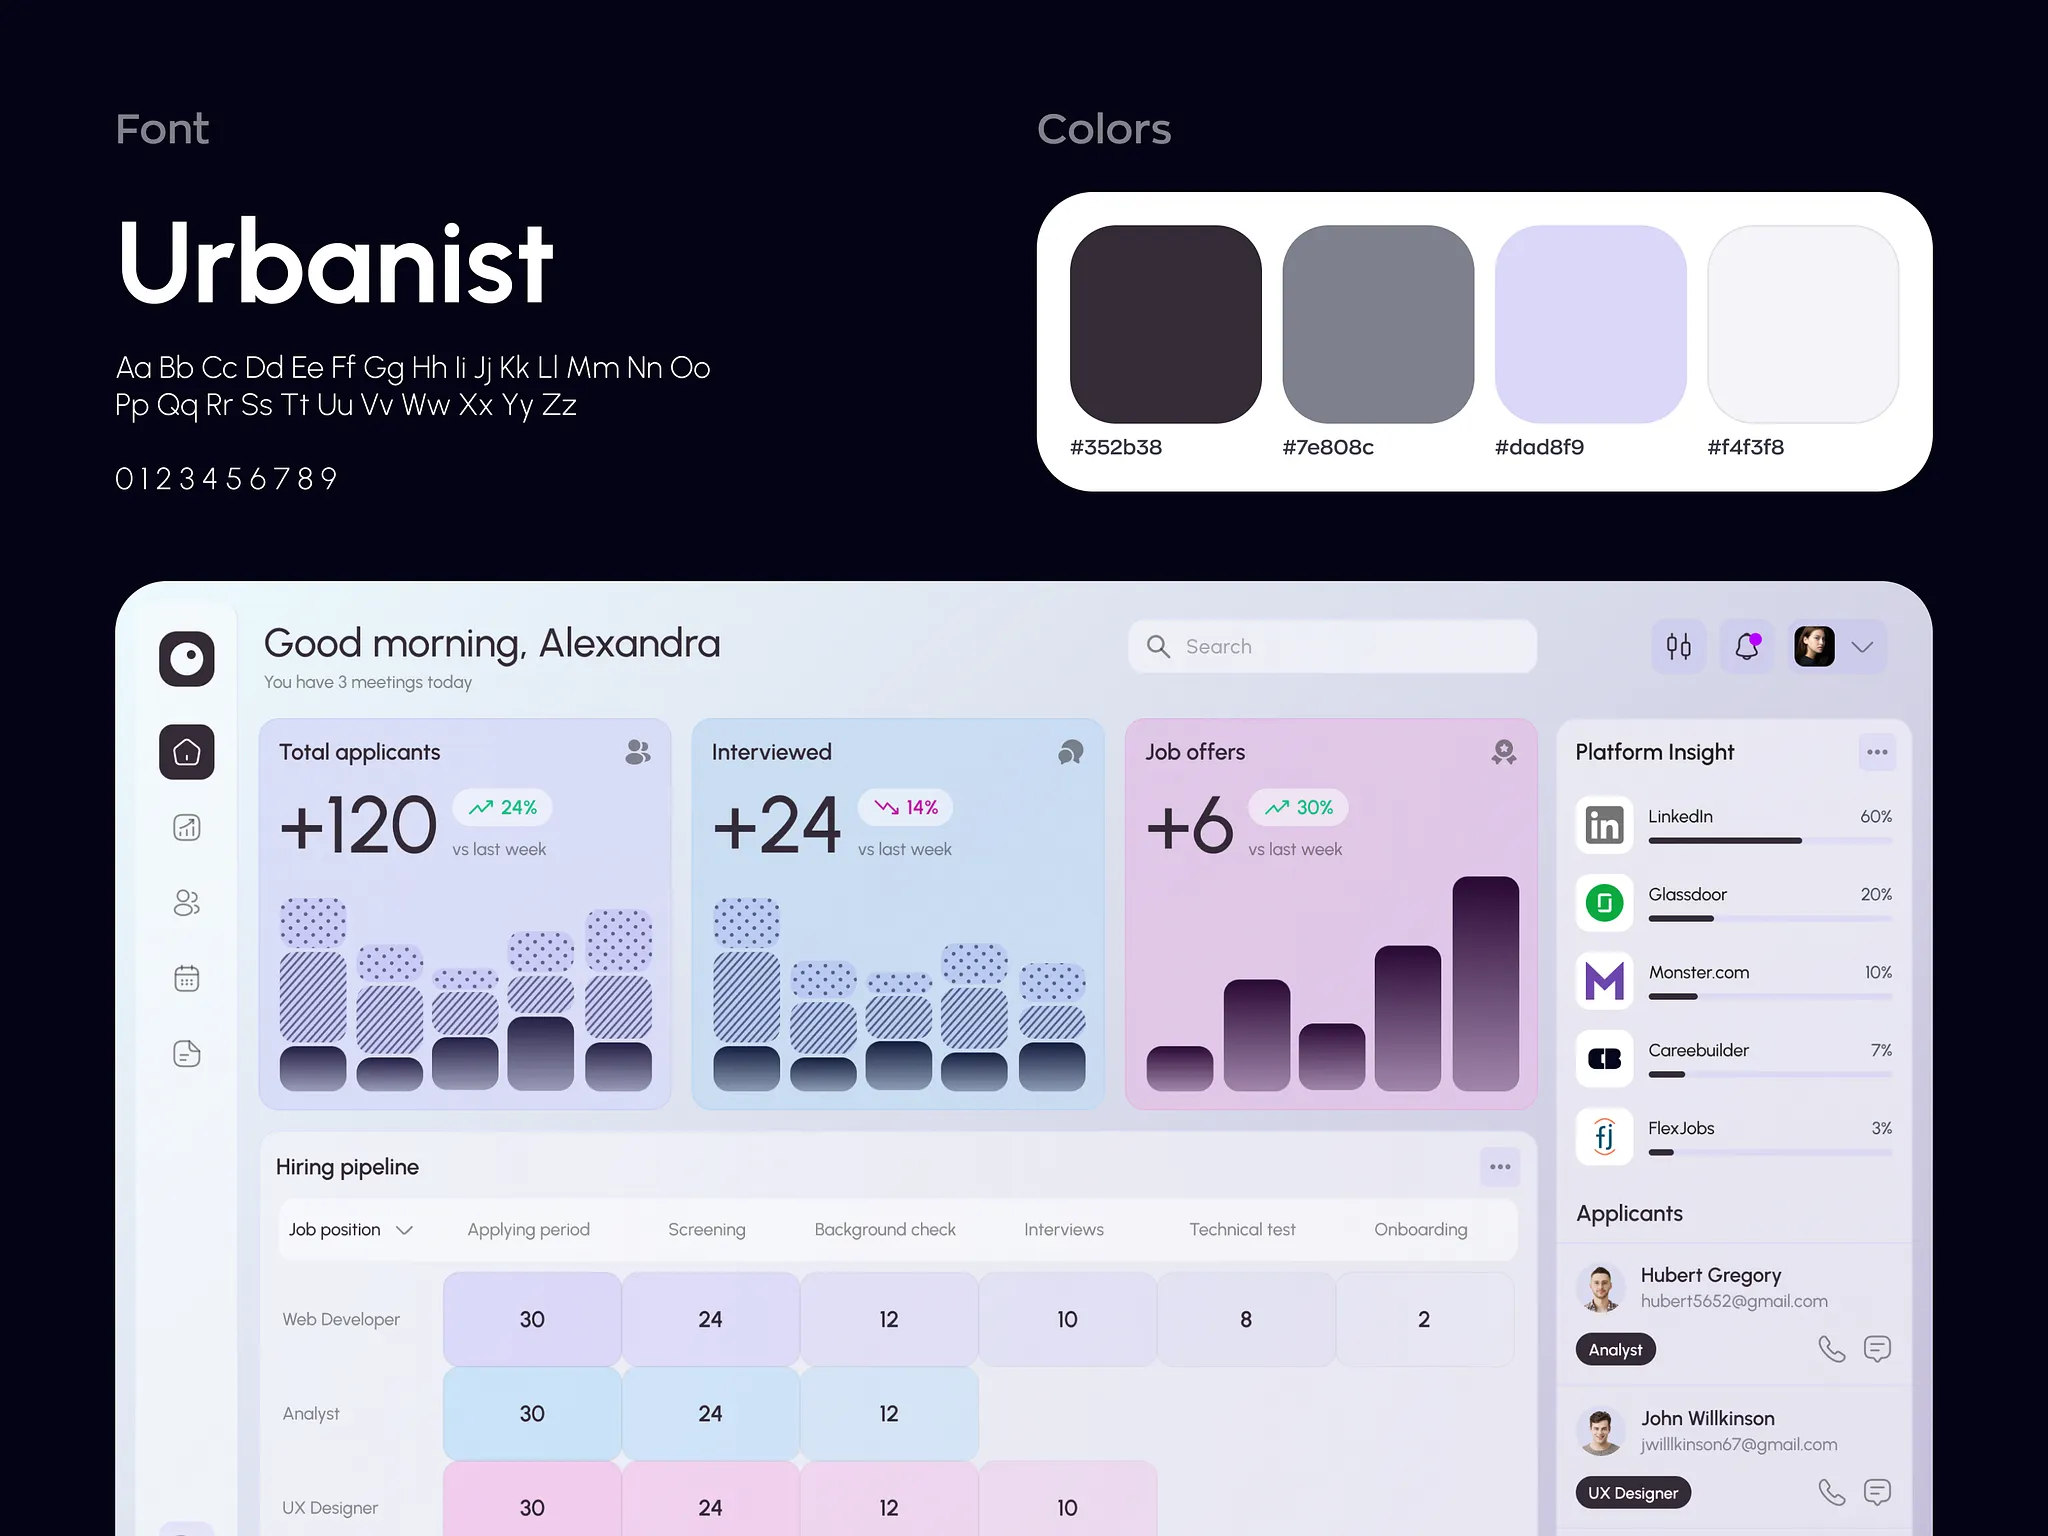 Font
Urbanist
Aa Bb Cc Dd Ee Ff Gg Hh Ii Jj Kk Ll Mm Nn Oo
Pp Qq Rr Ss Tt Uu Vv Ww Xx Yy Zz
0 1 2 3 4 5 6 7 8 9
Colors
#352b38
#7e808c
#dad8f9
#f4f3f8
Good morning, Alexandra
You have 3 meetings today
Search
Total applicants
+120
24%
vs last week
Interviewed
+24
14%
vs last week
Job offers
+6
30%
vs last week
Platform Insight
in
LinkedIn 60%
Glassdoor 20%
Monster.com 10%
CB
Careebuilder 7%
fj
FlexJobs 3%
Hiring pipeline
Job position Applying period Screening Background check Interviews Technical test Onboarding
Web Developer 30 24 12 10 8 2
Analyst 30 24 12
UX Designer 30 24 12 10
Applicants
Hubert Gregory
hubert5652@gmail.com
Analyst
John Willkinson
jwilllkinson67@gmail.com
UX Designer